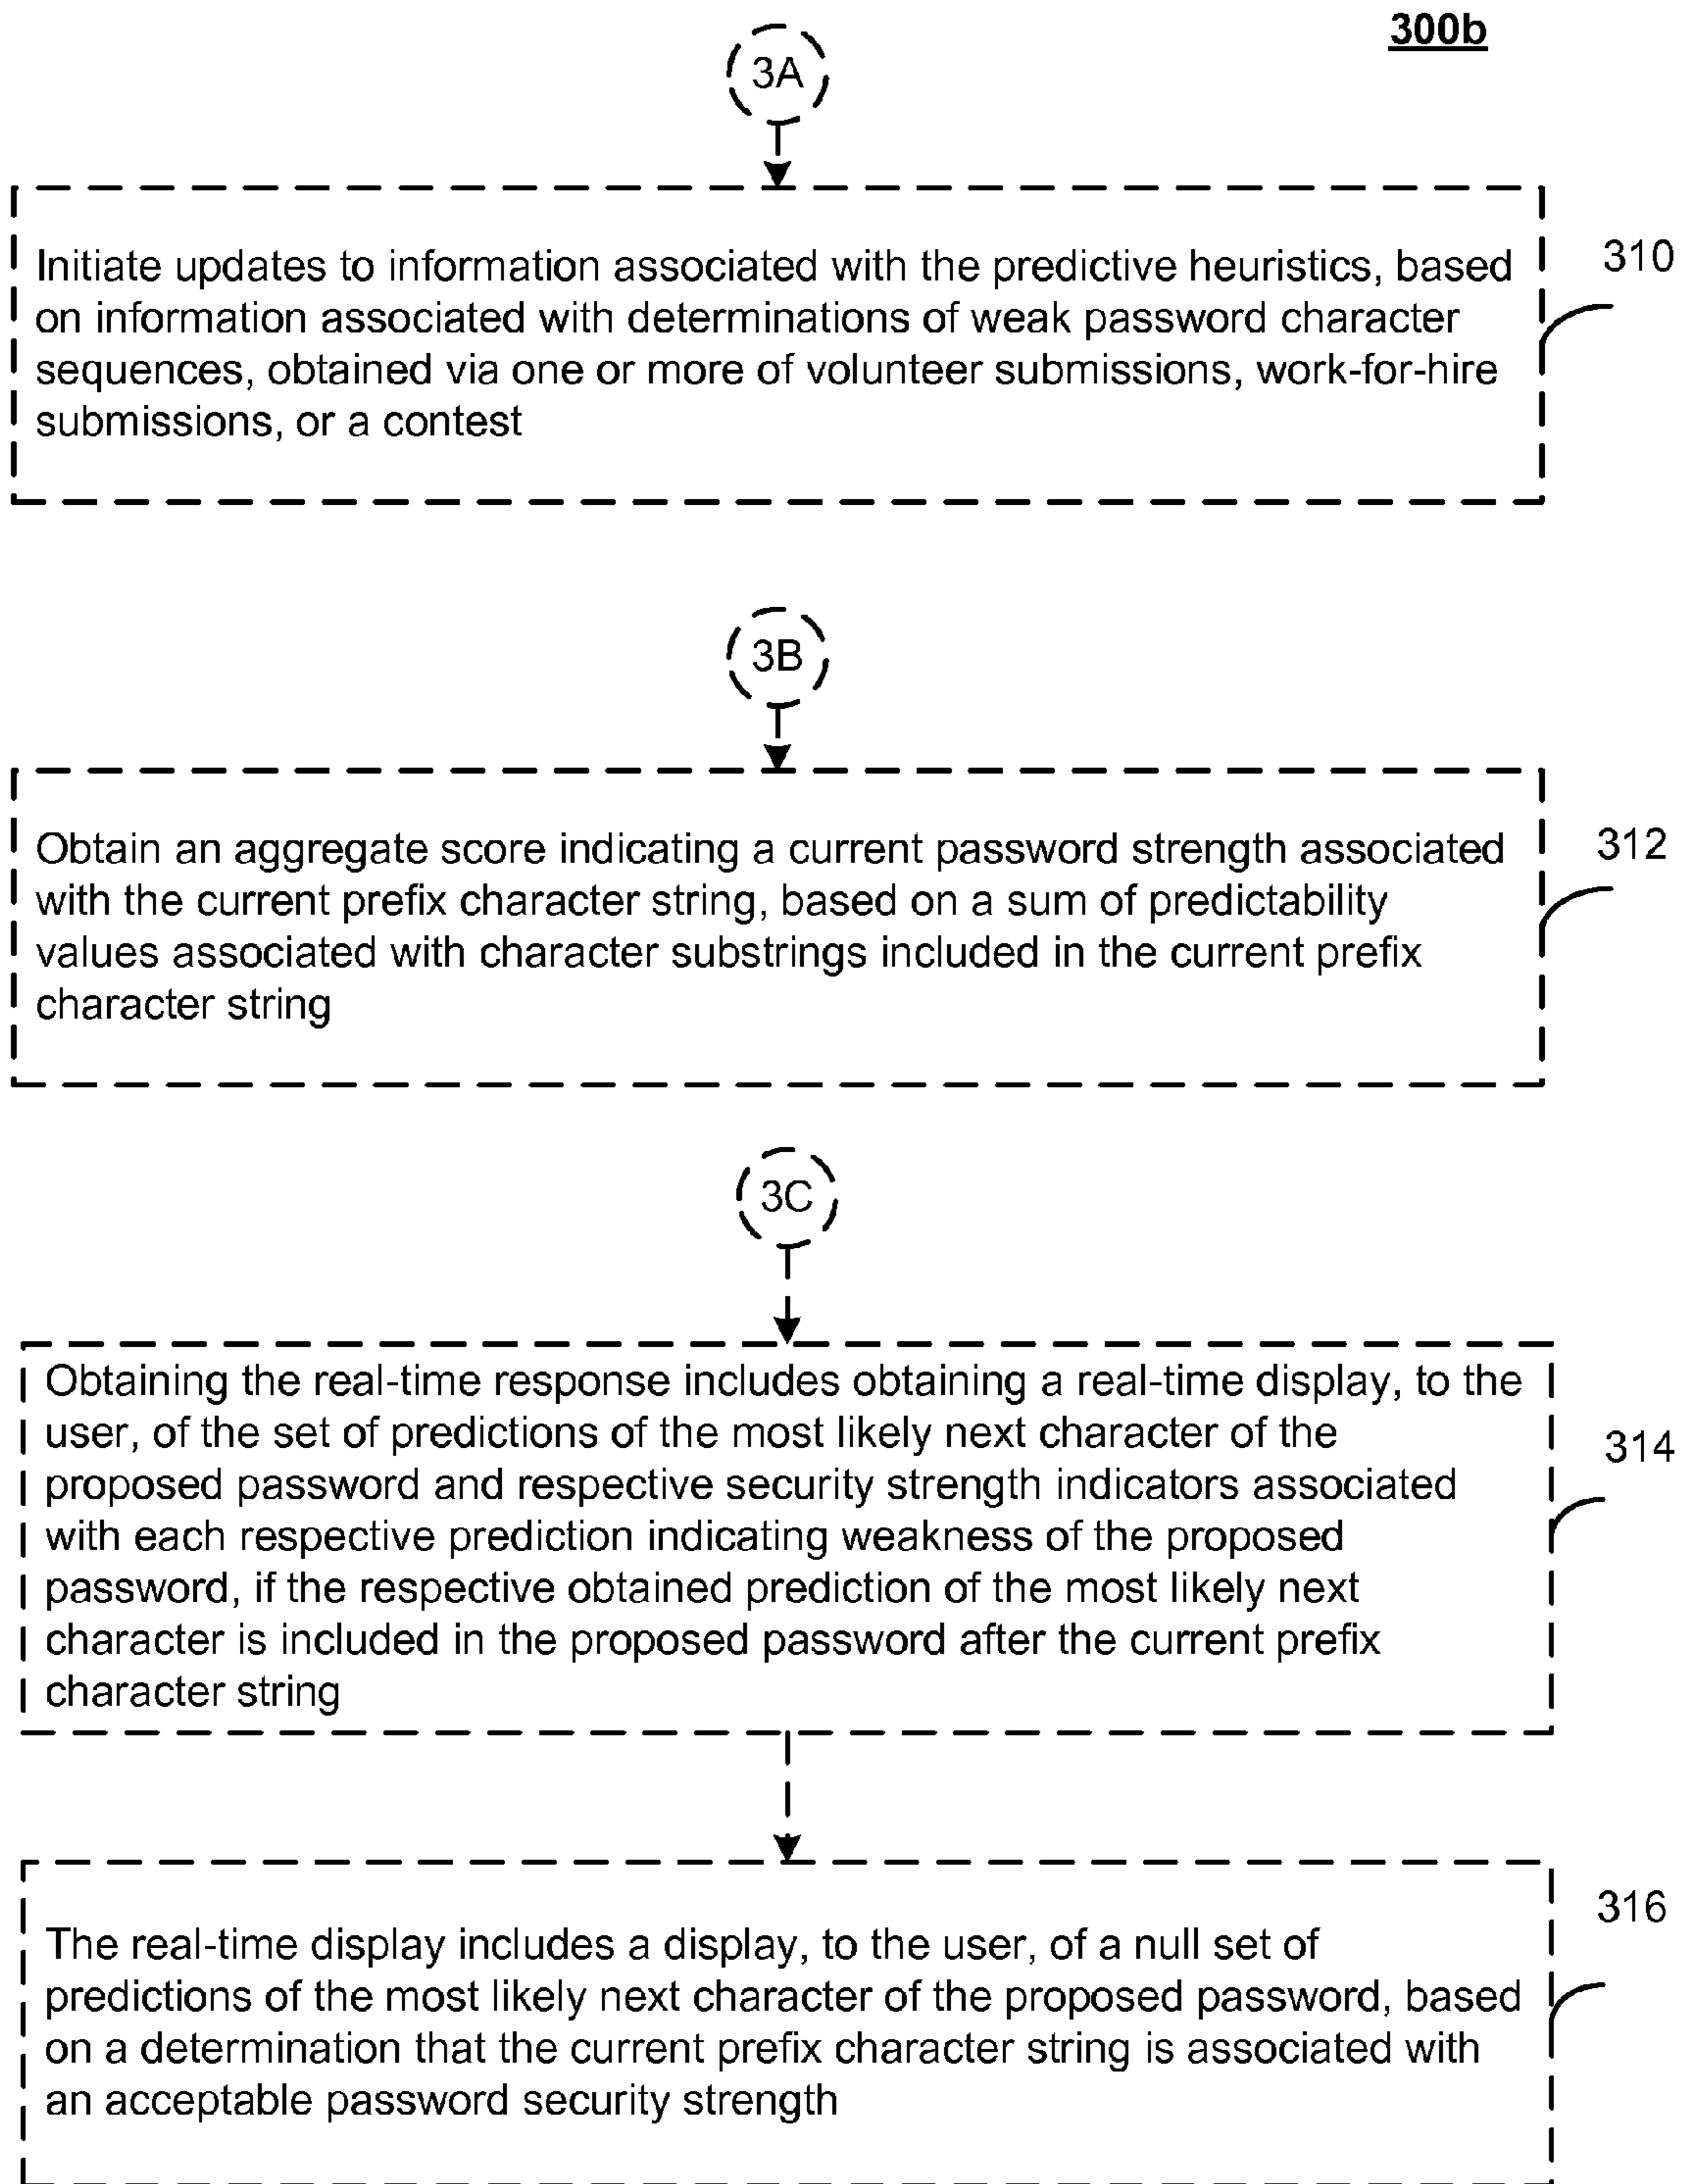 300b
3A
Initiate updates to information associated with the predictive heuristics, based
on information associated with determinations of weak password character
sequences, obtained via one or more of volunteer submissions, work-for-hire
submissions, or a contest
310
3B
Obtain an aggregate score indicating a current password strength associated
with the current prefix character string, based on a sum of predictability
values associated with character substrings included in the current prefix
character string
312
3C
Obtaining the real-time response includes obtaining a real-time display, to the
user, of the set of predictions of the most likely next character of the
proposed password and respective security strength indicators associated
with each respective prediction indicating weakness of the proposed
password, if the respective obtained prediction of the most likely next
character is included in the proposed password after the current prefix
character string
314
The real-time display includes a display, to the user, of a null set of
predictions of the most likely next character of the proposed password, based
on a determination that the current prefix character string is associated with
an acceptable password security strength
316